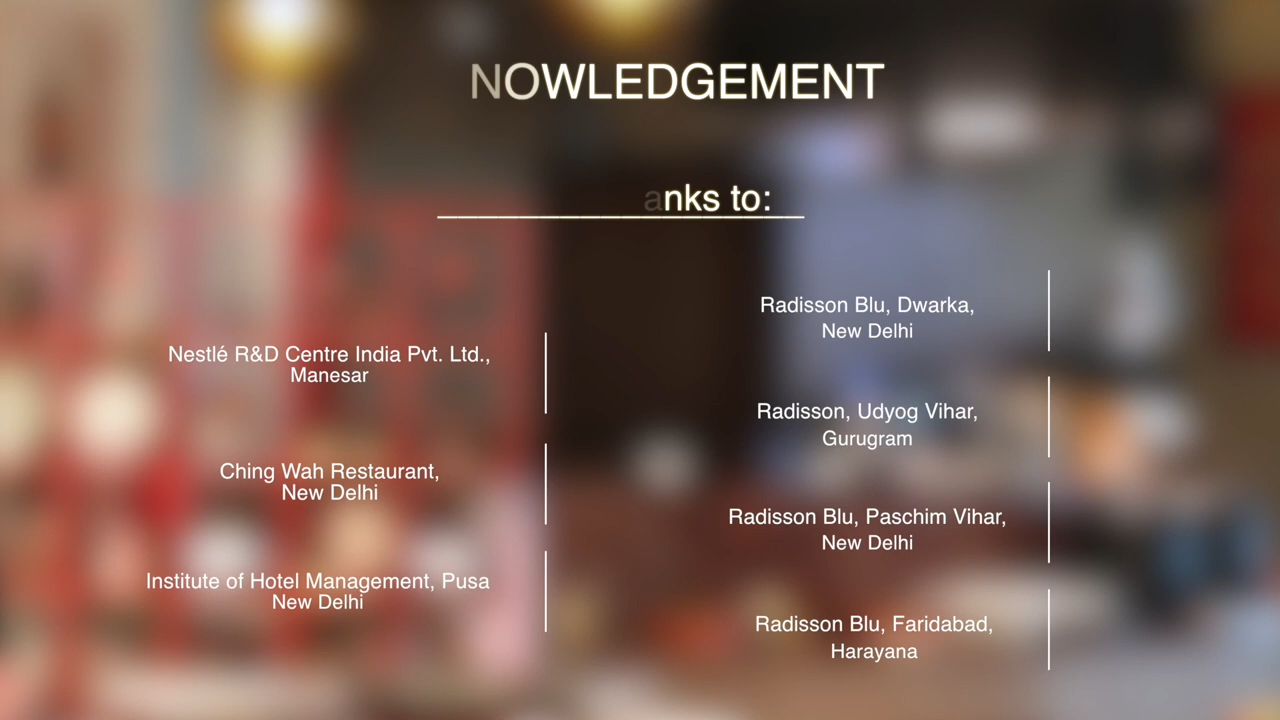 NOWLEDGEMENT
anks to:
Nestlé R&D Centre India Pvt. Ltd.,
Manesar
Ching Wah Restaurant,
New Delhi
Institute of Hotel Management, Pusa
New Delhi
Radisson Blu, Dwarka,
New Delhi
Radisson, Udyog Vihar,
Gurugram
Radisson Blu, Paschim Vihar,
New Delhi
Radisson Blu, Faridabad,
Harayana